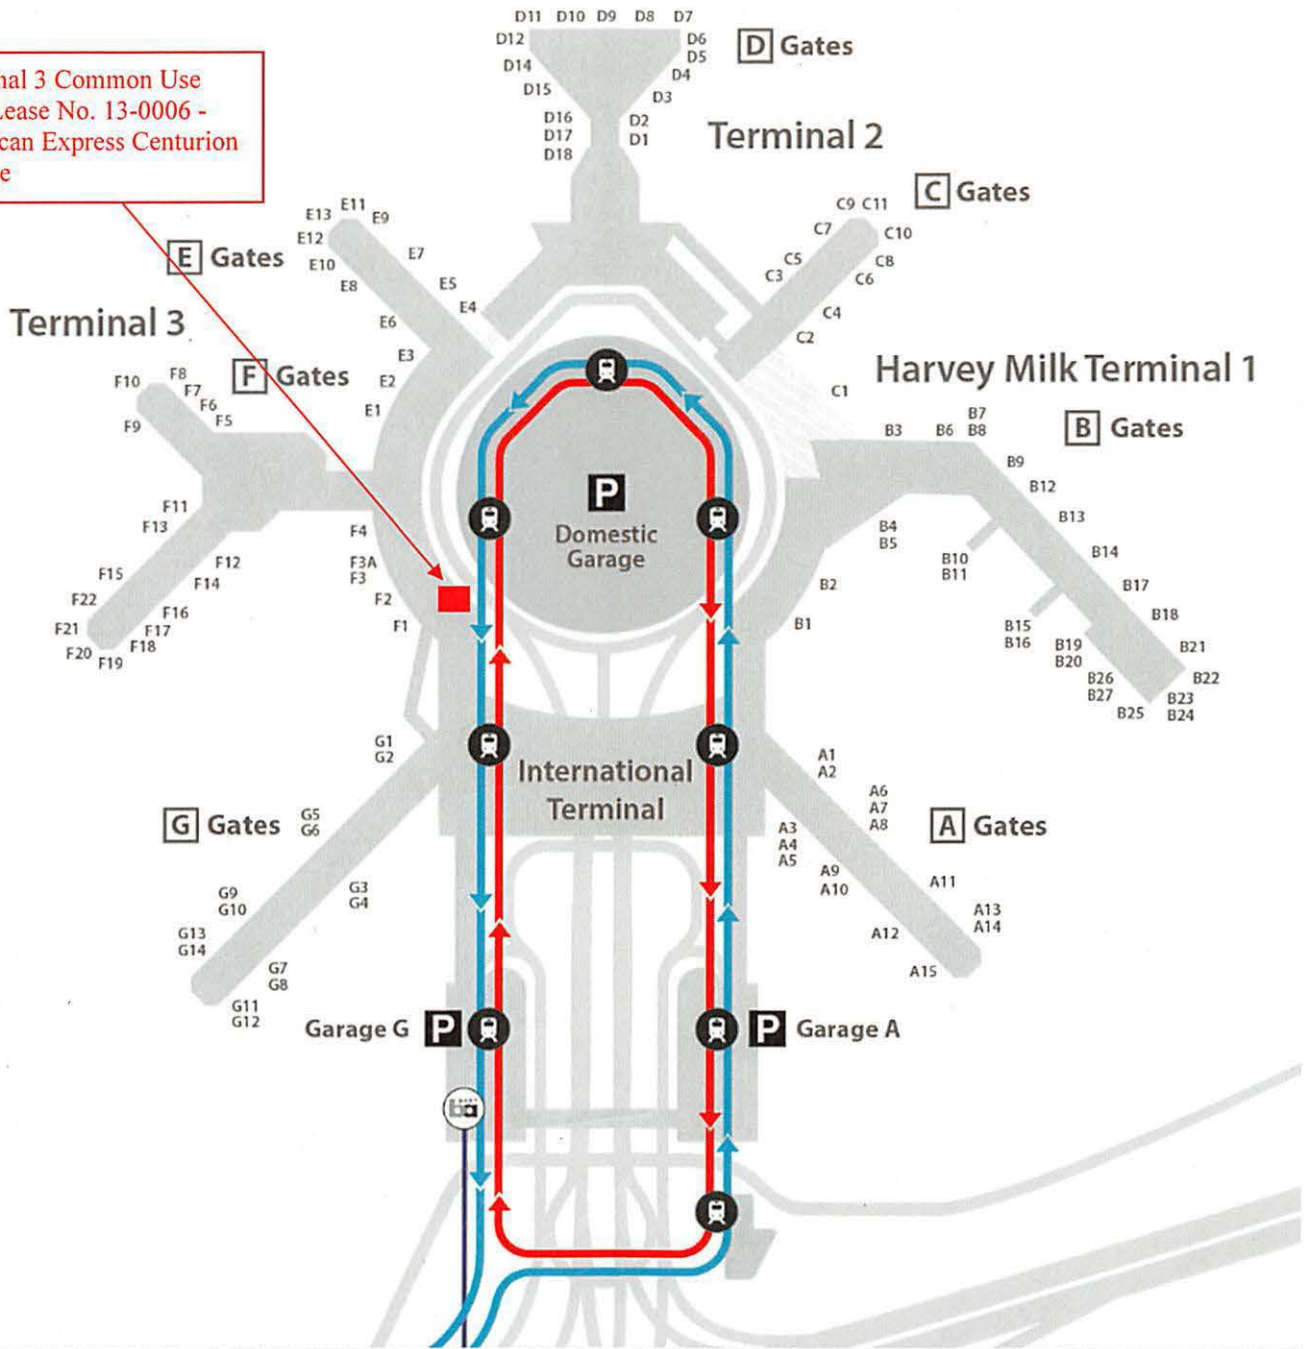 D11 D10 D9 D8 D7
D12
D6
D5
D Gates
D14
D4
D15
D3
D16
D2
D17
D1
D18
Terminal 2
nal 3 Common Use
Lease No. 13-0006 -
can Express Centurion
e
C Gates
C9 C11
C7
C10
C5
C8
C3
C6
C4
C2
C1
E11
E13
E9
E12
E7
E Gates
E10
E8
E5
E4
E6
E3
E2
E1
Terminal 3
F Gates
F10
F8
F7
F6
F9
F5
F11
F13
F4
F12
F3A
F3
F15
F14
F22
F2
F16
F21
F17
F1
F18
F20
F19
Harvey Milk Terminal 1
B7
B3 B6 B8
B Gates
B9
B12
B13
B4
B5
B14
B10
B11
B2
B17
B1
B15
B16
B18
B19
B20
B21
B26
B27
B22
B25
B23
B24
P
Domestic
Garage
International
Terminal
G1
G2
G Gates
G5
G6
G3
G4
G9
G10
G13
G14
G7
G8
G11
G12
A1
A2
A6
A7
A8
A Gates
A3
A4
A5
A9
A10
A11
A13
A14
A12
A15
Garage G P
P Garage A
ba